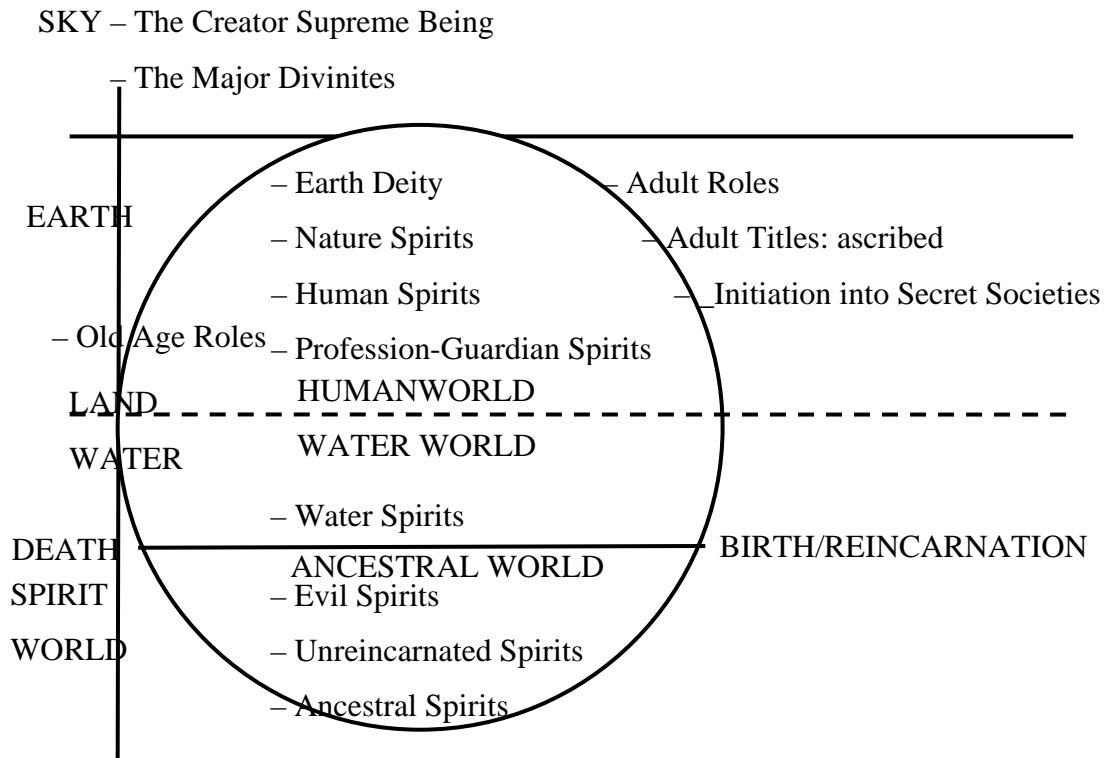 SKY – The Creator Supreme Being
– The Major Divinites
– Earth Deity
– Adult Roles
EARTH
– Nature Spirits
– Adult Titles: ascribed
– Human Spirits
– _Initiation into Secret Societies
– Old Age Roles
– Profession-Guardian Spirits
HUMANWORLD
LAND
WATER WORLD
WATER
– Water Spirits
DEATH
BIRTH/REINCARNATION
ANCESTRAL WORLD
SPIRIT
– Evil Spirits
WORLD
– Unreincarnated Spirits
– Ancestral Spirits